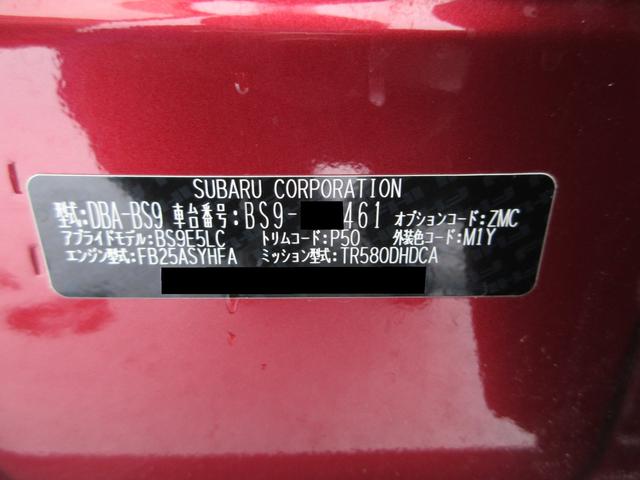 SUBARU CORPORATION
型式:DBA-BS9 車台番号:BS9- 461 オプションコード:ZMC
アプライドモデル:BS9E5LC トリムコード:P50 外装色コード:M1Y
エンジン型式:FB25ASYHFA ミッション型式:TR580DHDCA